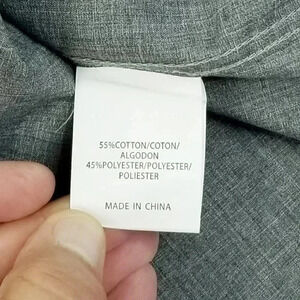 55%COTTON/COTON/
ALGODON
45%POLYESTER/POLYESTER/
POLIESTER
MADE IN CHINA